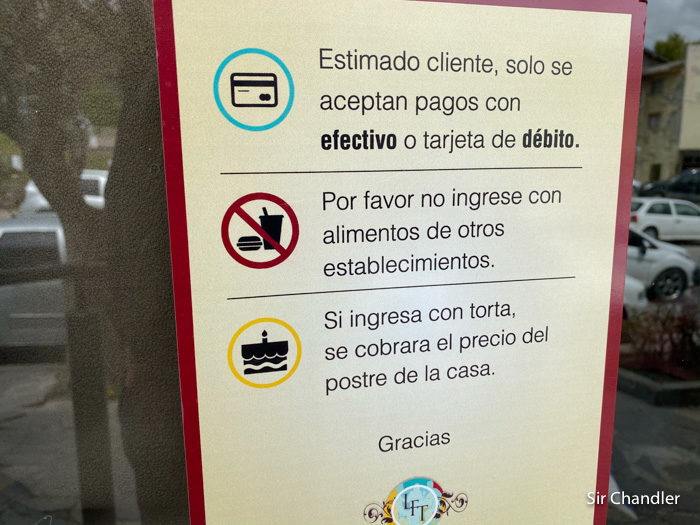 Estimado cliente, solo se
aceptan pagos con
efectivo o tarjeta de débito.
Por favor no ingrese con
alimentos de otros
establecimientos.
Si ingresa con torta,
se cobrara el precio del
postre de la casa.
Gracias
LFT
Sir Chandler